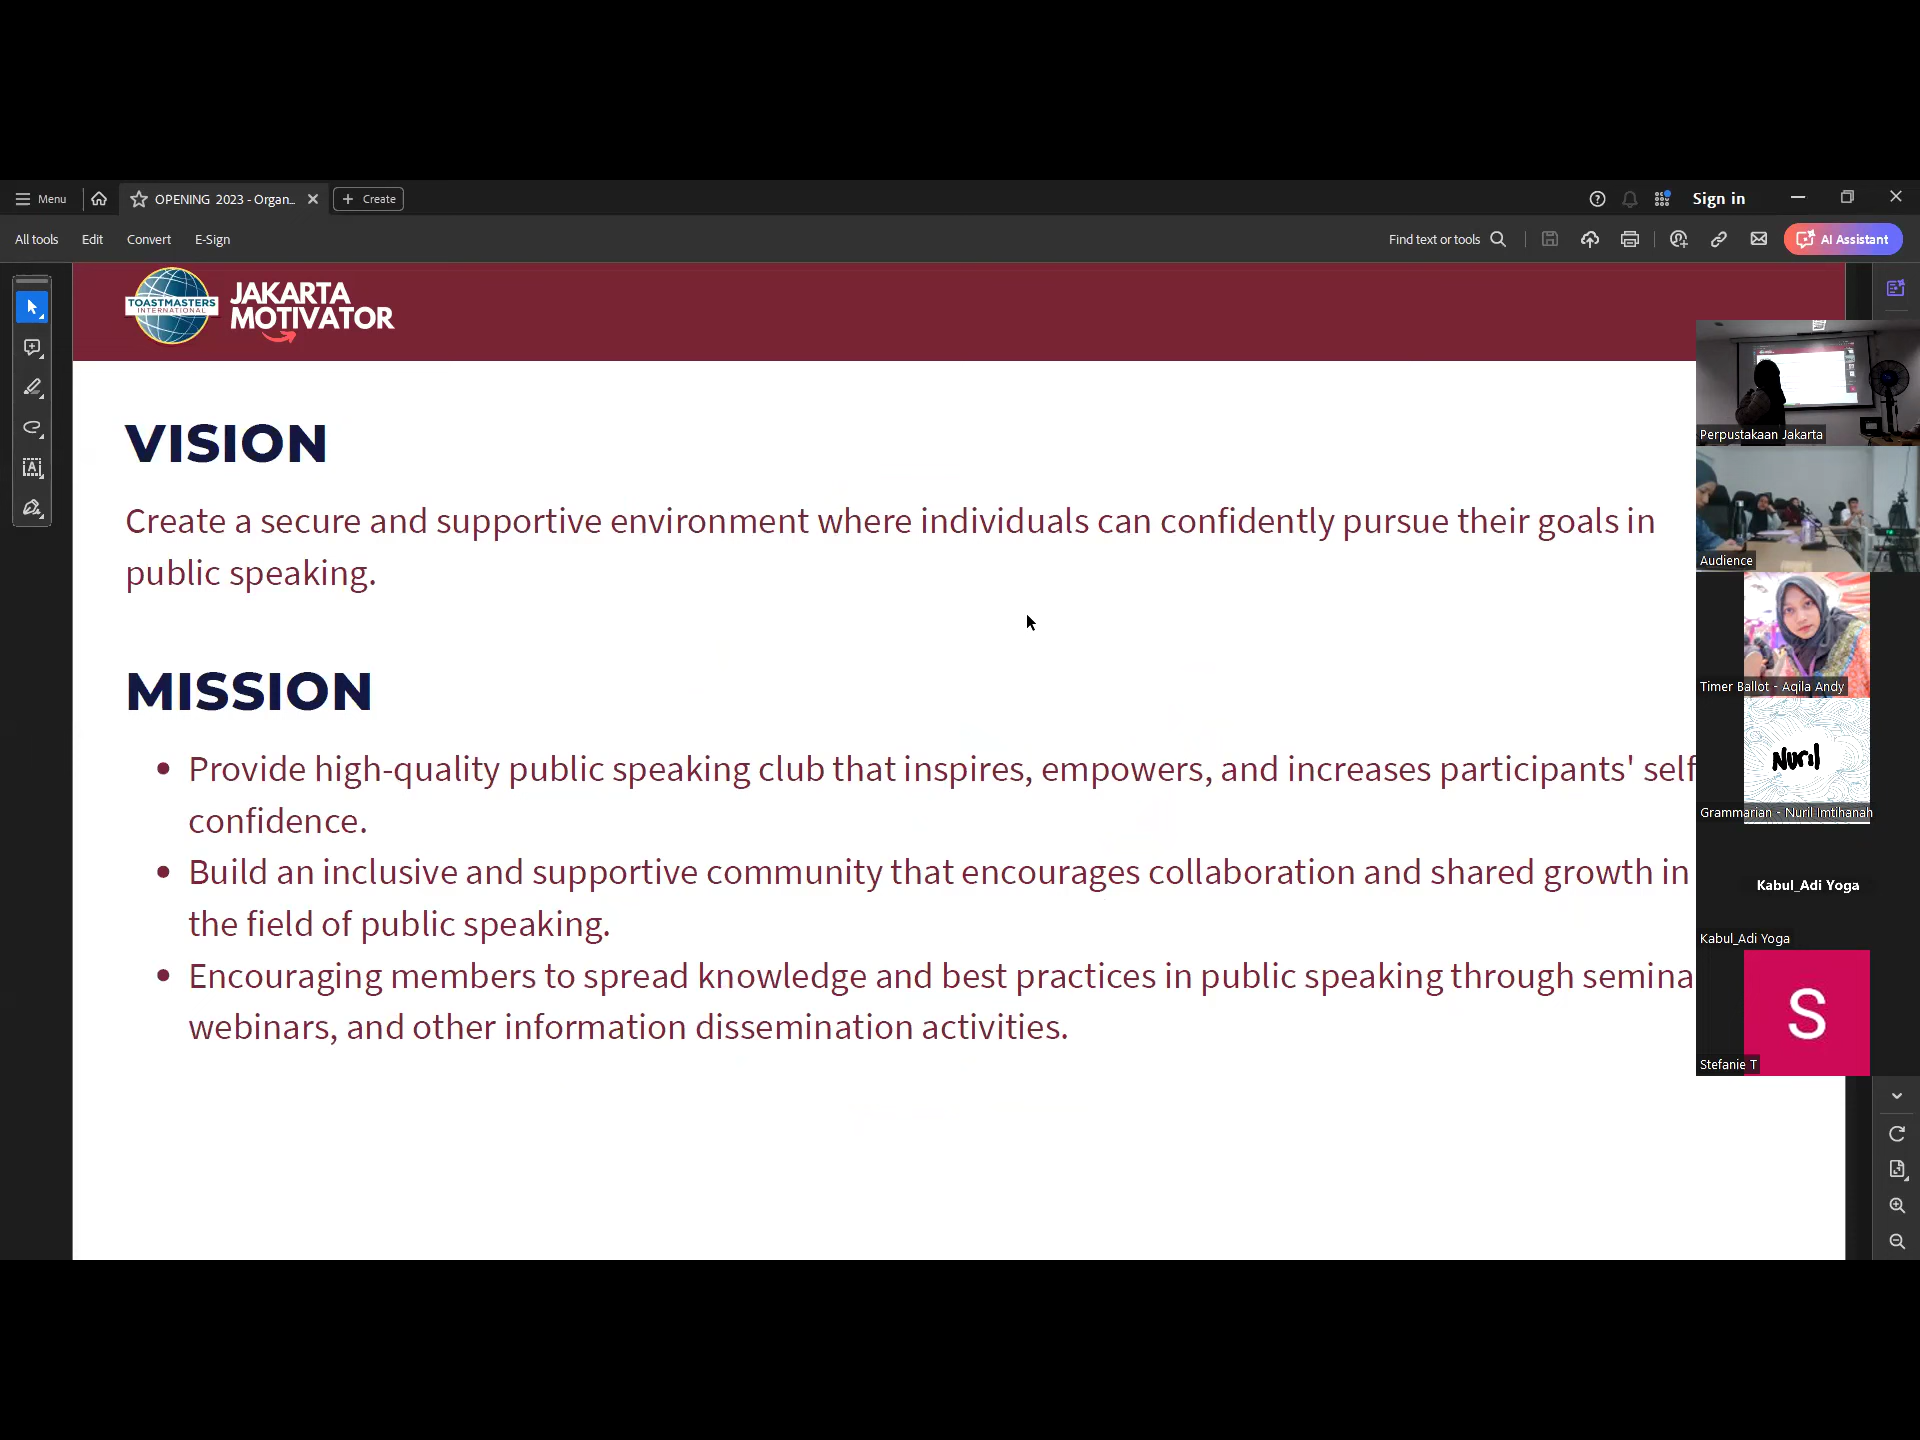 Menu
OPENING 2023 - Organ...
Create
Sign in
All tools
Edit
Convert
E-Sign
Find text or tools
AI Assistant
TOASTMASTERS
INTERNATIONAL
JAKARTA
MOTIVATOR
VISION
Create a secure and supportive environment where individuals can confidently pursue their goals in
public speaking.
MISSION
• Provide high-quality public speaking club that inspires, empowers, and increases participants' self
confidence.
• Build an inclusive and supportive community that encourages collaboration and shared growth in
the field of public speaking.
• Encouraging members to spread knowledge and best practices in public speaking through semina
webinars, and other information dissemination activities.
Perpustakaan Jakarta
Audience
Timer Ballot - Aqila Andy
Nuril
Grammarian - Nuril Imtihanah
Kabul_Adi Yoga
Kabul_Adi Yoga
S
Stefanie T